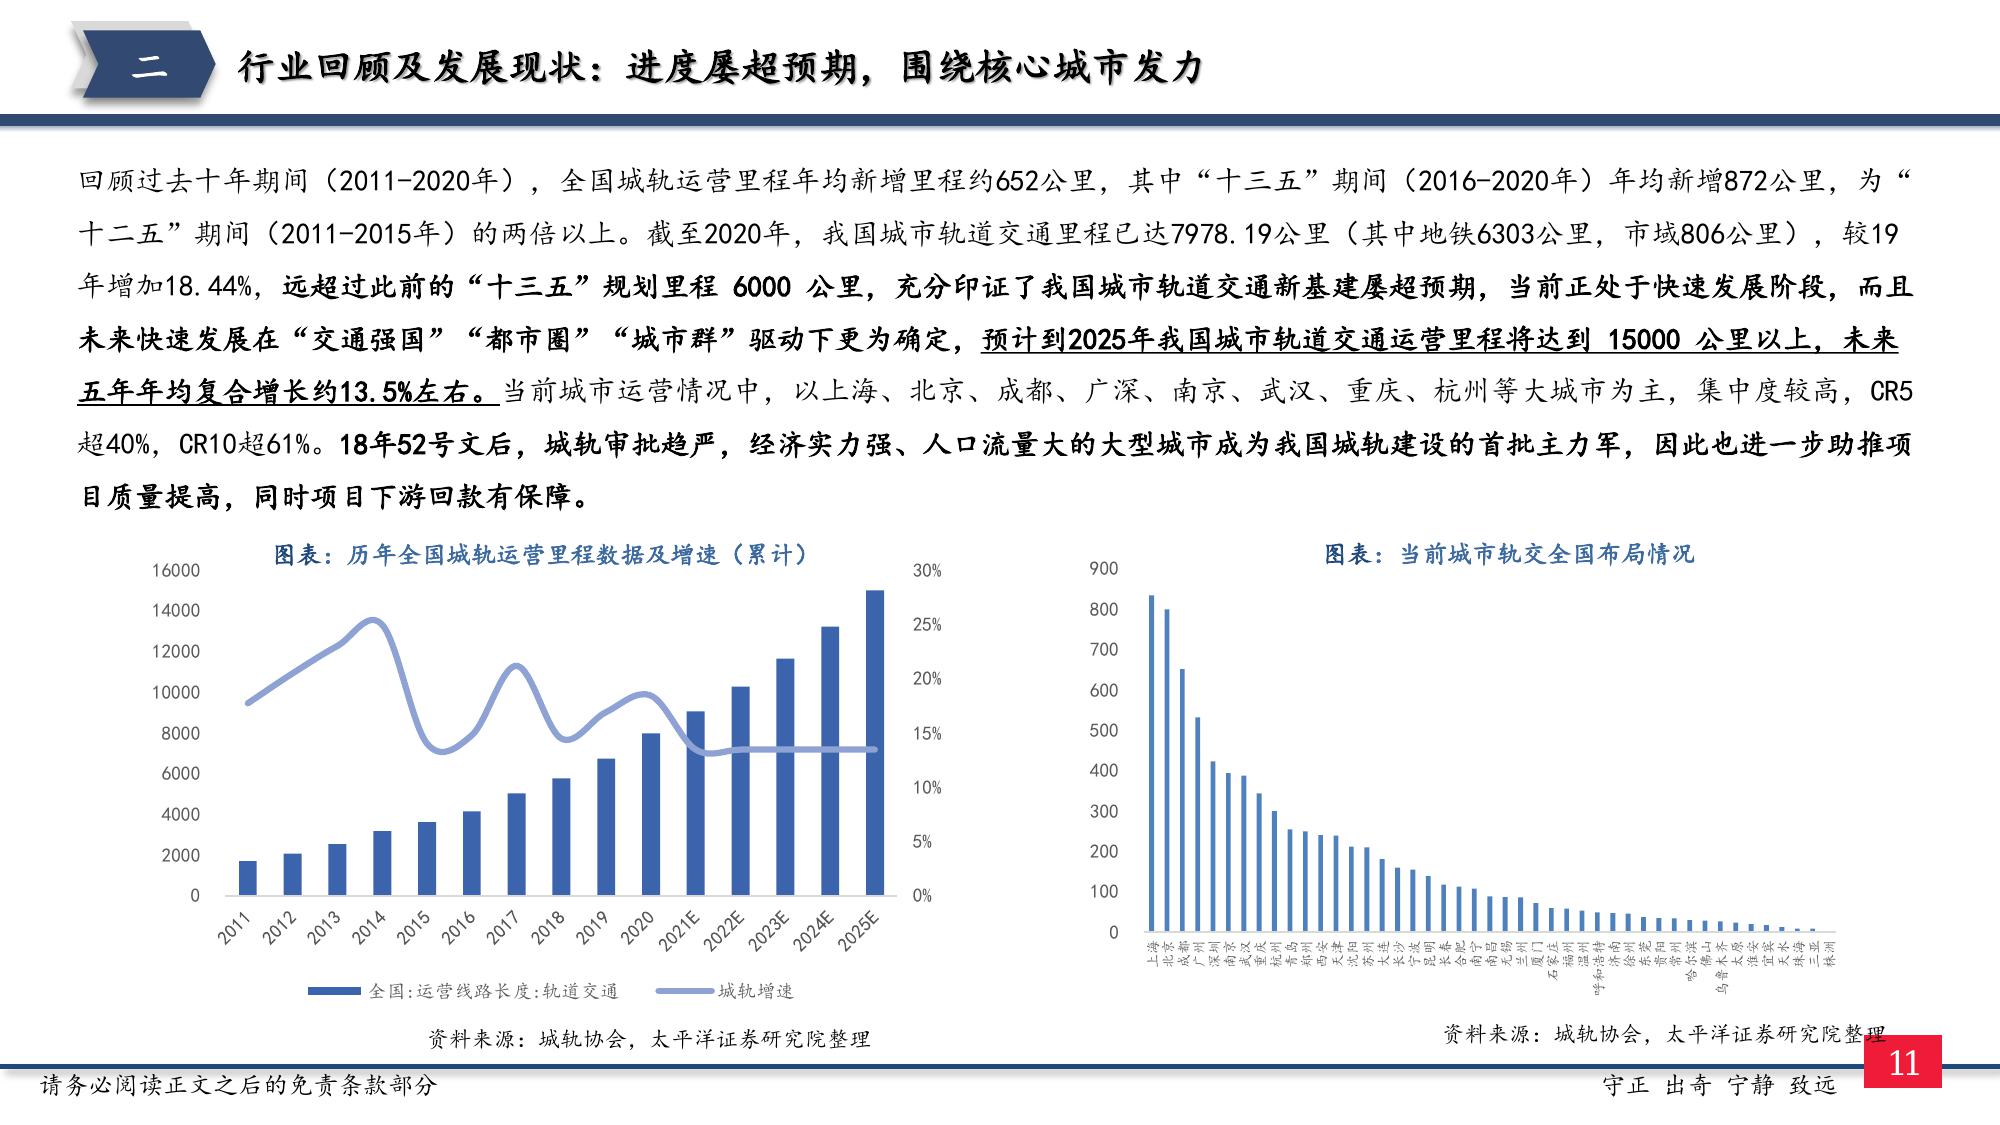 二
行业回顾及发展现状：进度屡超预期，围绕核心城市发力
回顾过去十年期间（2011-2020年），全国城轨运营里程年均新增里程约652公里，其中“十三五”期间（2016-2020年）年均新增872公里，为“
十二五”期间（2011-2015年）的两倍以上。截至2020年，我国城市轨道交通里程已达7978.19公里（其中地铁6303公里，市域806公里），较19
年增加18.44%，远超过此前的“十三五”规划里程 6000 公里，充分印证了我国城市轨道交通新基建屡超预期，当前正处于快速发展阶段，而且
未来快速发展在“交通强国”“都市圈”“城市群”驱动下更为确定，预计到2025年我国城市轨道交通运营里程将达到 15000 公里以上，未来
五年年均复合增长约13.5%左右。当前城市运营情况中，以上海、北京、成都、广深、南京、武汉、重庆、杭州等大城市为主，集中度较高，CR5
超40%，CR10超61%。18年52号文后，城轨审批趋严，经济实力强、人口流量大的大型城市成为我国城轨建设的首批主力军，因此也进一步助推项
目质量提高，同时项目下游回款有保障。
图表：历年全国城轨运营里程数据及增速（累计）
16000
14000
12000
10000
8000
6000
4000
2000
0
30%
25%
20%
15%
10%
5%
0%
2011
2012
2013
2014
2015
2016
2017
2018
2019
2020
2021E
2022E
2023E
2024E
2025E
全国:运营线路长度:轨道交通
城轨增速
资料来源：城轨协会，太平洋证券研究院整理
图表：当前城市轨交全国布局情况
900
800
700
600
500
400
300
200
100
0
上海
北京
成都
广州
深圳
南京
武汉
重庆
杭州
青岛
郑州
西安
天津
沈阳
苏州
大连
长沙
宁波
昆明
长春
合肥
南宁
南昌
无锡
兰州
厦门
石家庄
福州
温州
呼和浩特
济南
徐州
东莞
贵阳
常州
哈尔滨
佛山
乌鲁木齐
太原
淮安
宜宾
天水
珠海
三亚
株洲
资料来源：城轨协会，太平洋证券研究院整理
请务必阅读正文之后的免责条款部分
守正 出奇 宁静 致远
11